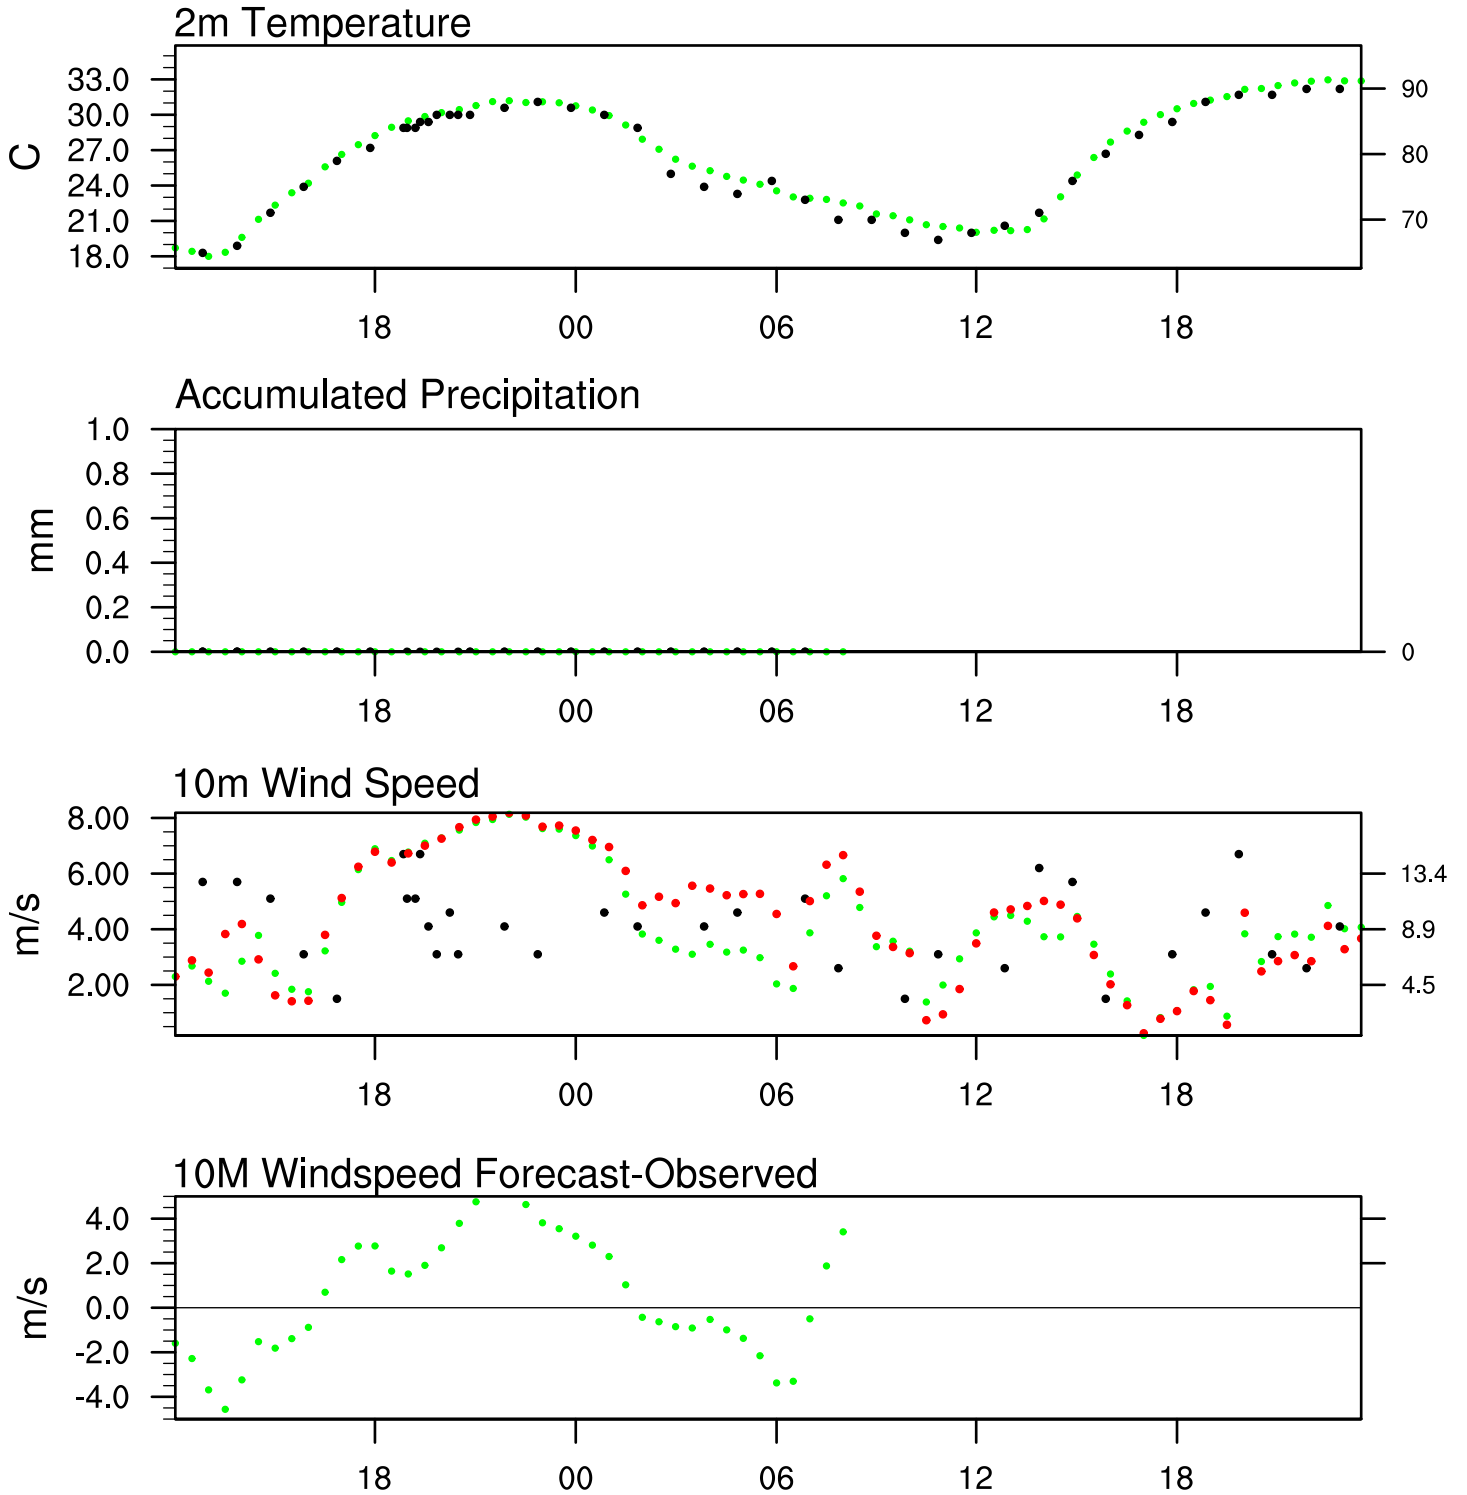 2m Temperature
33.0
30.0
27.0
24.0
21.0
18.0
C
90
80
70
18 00 06 12 18
Accumulated Precipitation
1.0
0.8
0.6
0.4
0.2
0.0
mm
0
18 00 06 12 18
10m Wind Speed
8.00
6.00
4.00
2.00
m/s
13.4
8.9
4.5
18 00 06 12 18
10M Windspeed Forecast-Observed
4.0
2.0
0.0
-2.0
-4.0
m/s
18 00 06 12 18